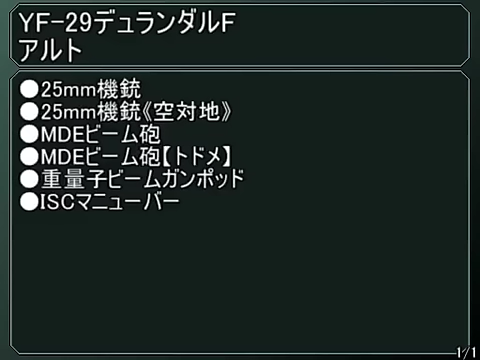 YF-29デュランダルF
アルト
●25mm機銃
●25mm機銃《空対地》
●MDEビーム砲
●MDEビーム砲【トドメ】
●重量子ビームガンポッド
●ISCマニューバー
1/1